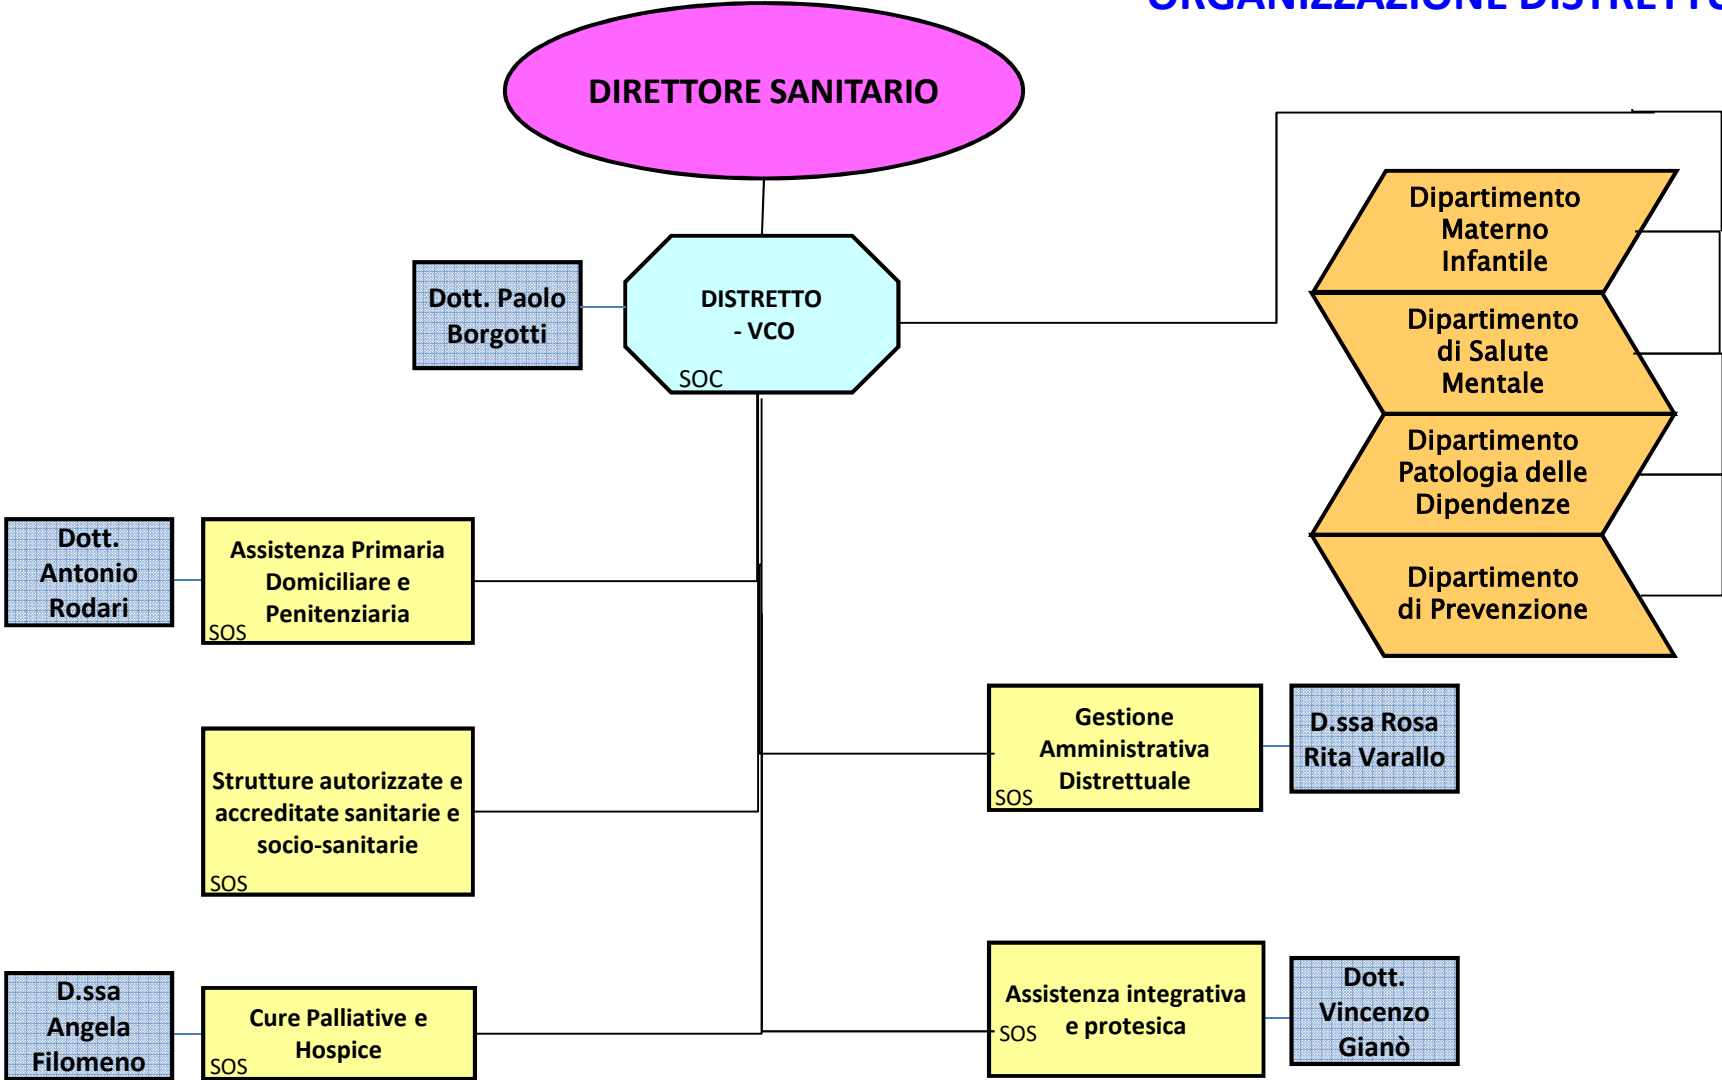 ORGANIZZAZIONE
DIRETTORE SANITARIO
Dipartimento
Materno
Infantile
Dott. Paolo
Borgotti
DISTRETTO
- VCO
SOC
Dipartimento
di Salute
Mentale
Dipartimento
Patologia delle
Dipendenze
Dipartimento
di Prevenzione
Dott.
Antonio
Rodari
Assistenza Primaria
Domiciliare e
Penitenziaria
SOS
Gestione
Amministrativa
Distrettuale
SOS
D.ssa Rosa
Rita Varallo
Strutture autorizzate e
accreditate sanitarie e
socio-sanitarie
SOS
D.ssa
Angela
Filomeno
Cure Palliative e
Hospice
SOS
Assistenza integrativa
e protesica
SOS
Dott.
Vincenzo
Gianò